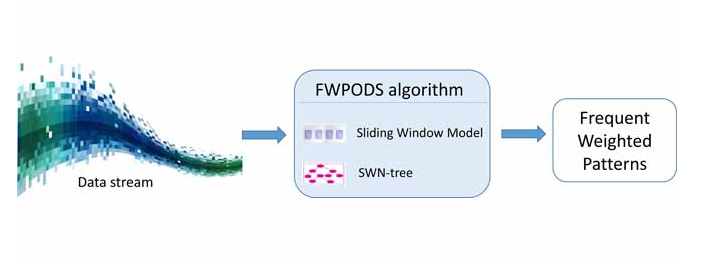 Data stream
FWPODS algorithm
Sliding Window Model
SWN-tree
Frequent
Weighted
Patterns